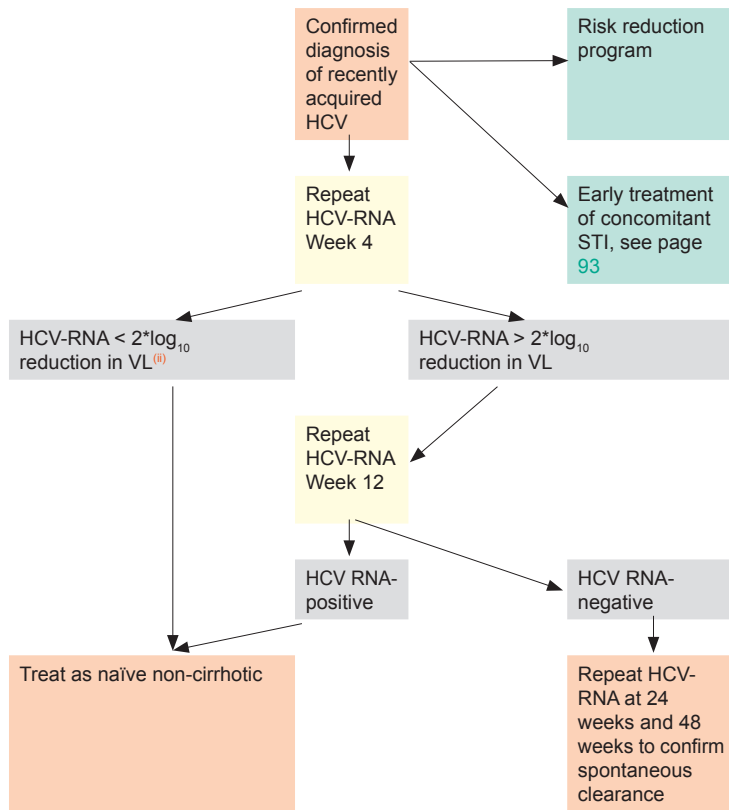 Confirmed
diagnosis
of recently
acquired
HCV
Risk reduction
program
Repeat
HCV-RNA
Week 4
Early treatment
of concomitant
STI, see page
93
HCV-RNA < 2*log10
reduction in VL(ii)
HCV-RNA > 2*log10
reduction in VL
Repeat
HCV-RNA
Week 12
HCV RNA-
positive
HCV RNA-
negative
Treat as naïve non-cirrhotic
Repeat HCV-
RNA at 24
weeks and 48
weeks to confirm
spontaneous
clearance